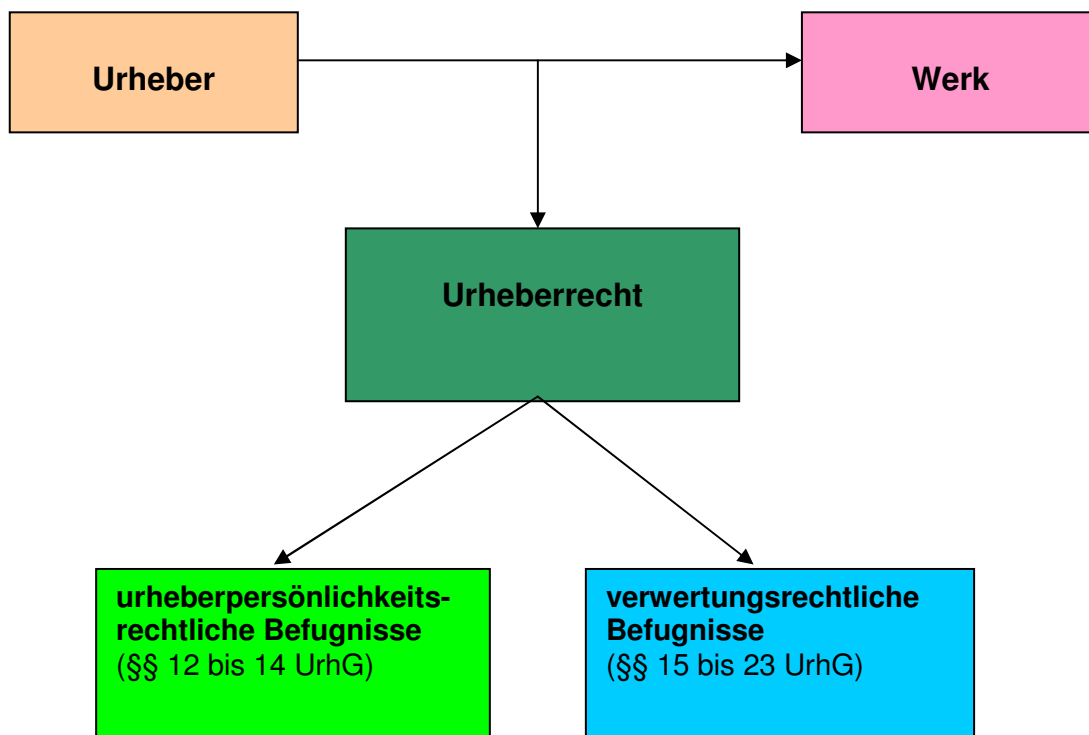 Urheber
Werk
Urheberrecht
urheberpersönlichkeits-
rechtliche Befugnisse
(§§ 12 bis 14 UrhG)
verwertungsrechtliche
Befugnisse
(§§ 15 bis 23 UrhG)